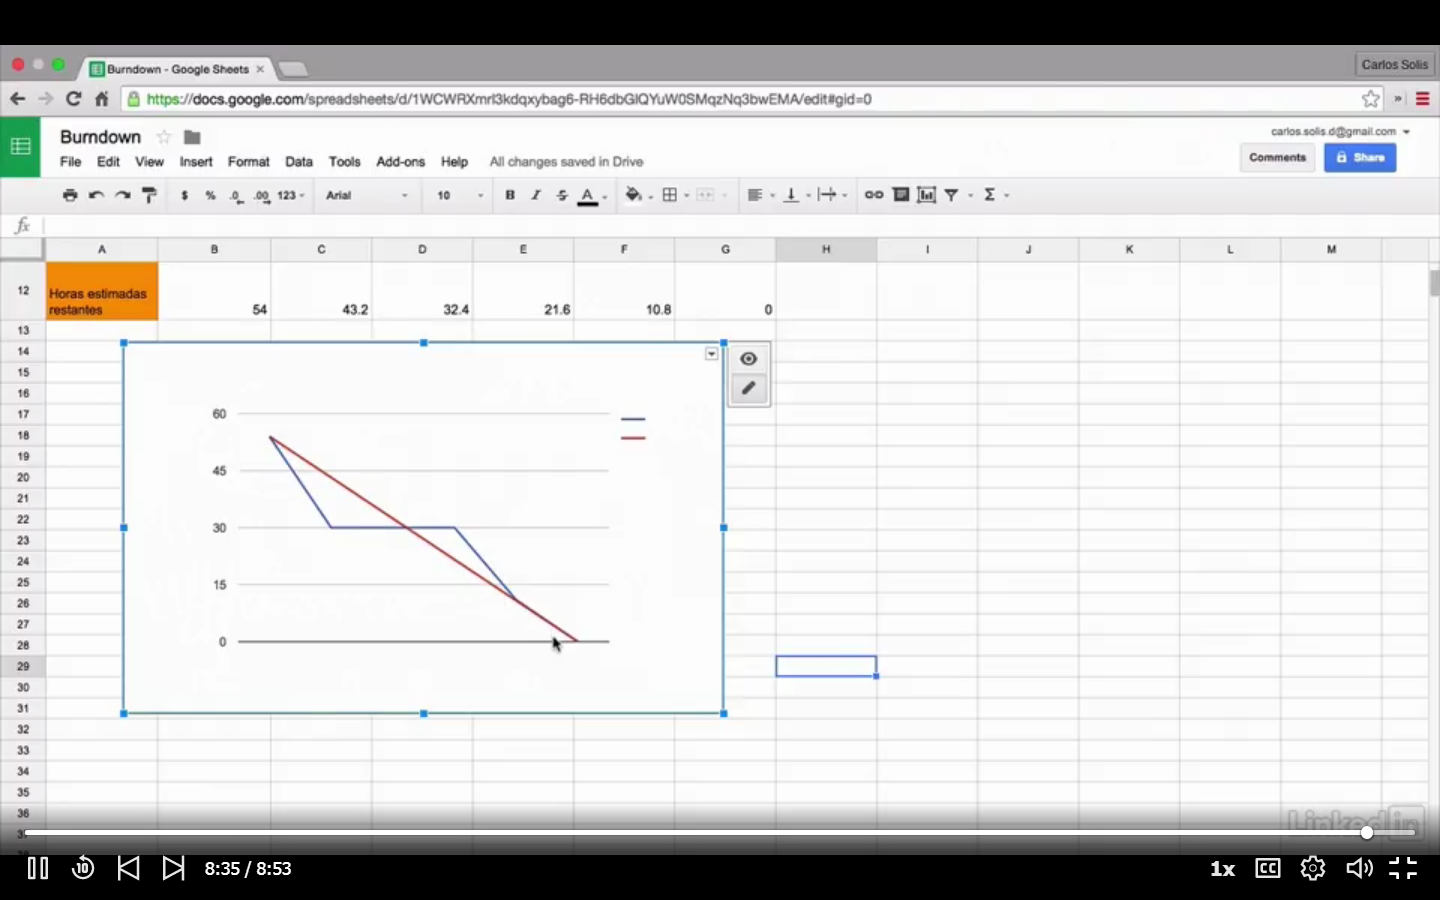 Burndown - Google Sheets
Carlos Solis
https://docs.google.com/spreadsheets/d/1WCWRXmrl3kdqxybag6-RH6dbGlQYuW0SMqzNq3bwEMA/edit#gid=0
Burndown
carlos.solis.d@gmail.com
File Edit View Insert Format Data Tools Add-ons Help All changes saved in Drive
Comments Share
$ % .0 .00 123 Arial 10 B I S A Σ
fx
A B C D E F G H I J K L M
12 Horas estimadas
restantes 54 43.2 32.4 21.6 10.8 0
13
14
15
16
17
18
19
20
21
22
23
24
25
26
27
28
29
30
31
32
33
34
35
36
60
45
30
15
0
Linked in
10 8:35 / 8:53 1x CC